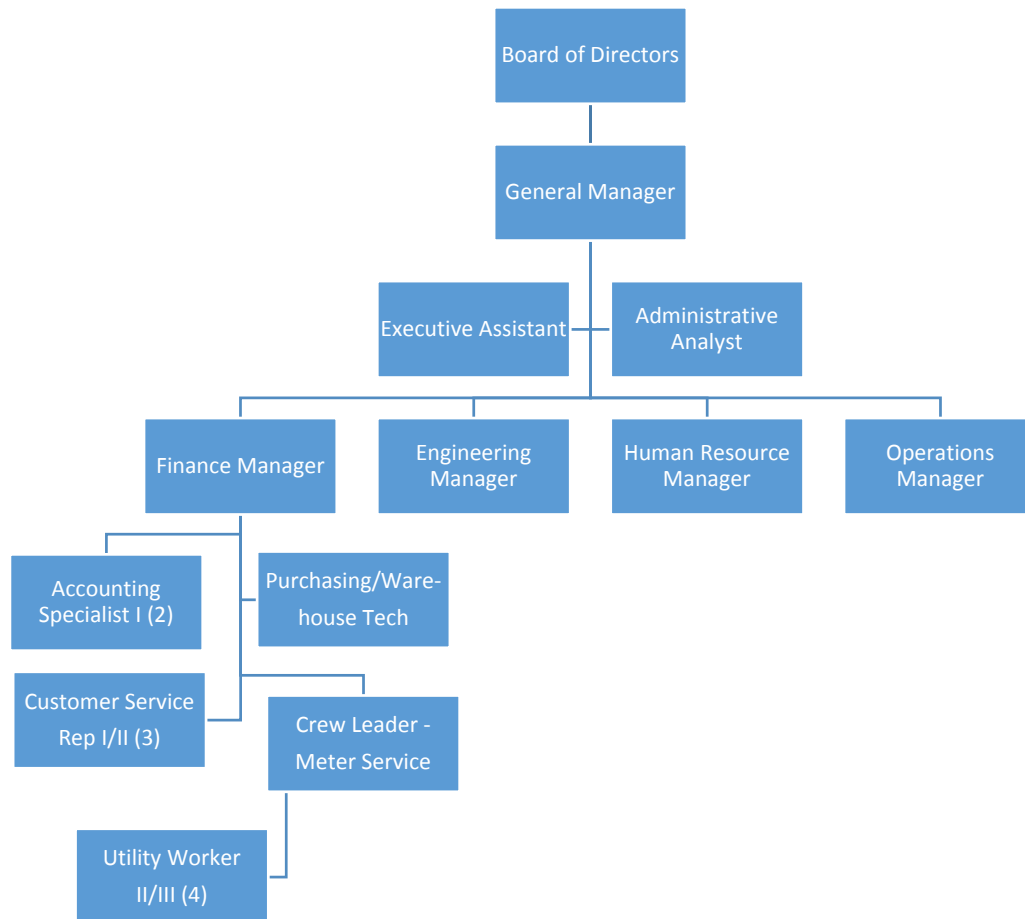 Board of Directors
General Manager
Executive Assistant
Administrative
Analyst
Finance Manager
Engineering
Manager
Human Resource
Manager
Operations
Manager
Accounting
Specialist I (2)
Purchasing/Ware-
house Tech
Customer Service
Rep I/II (3)
Crew Leader -
Meter Service
Utility Worker
II/III (4)